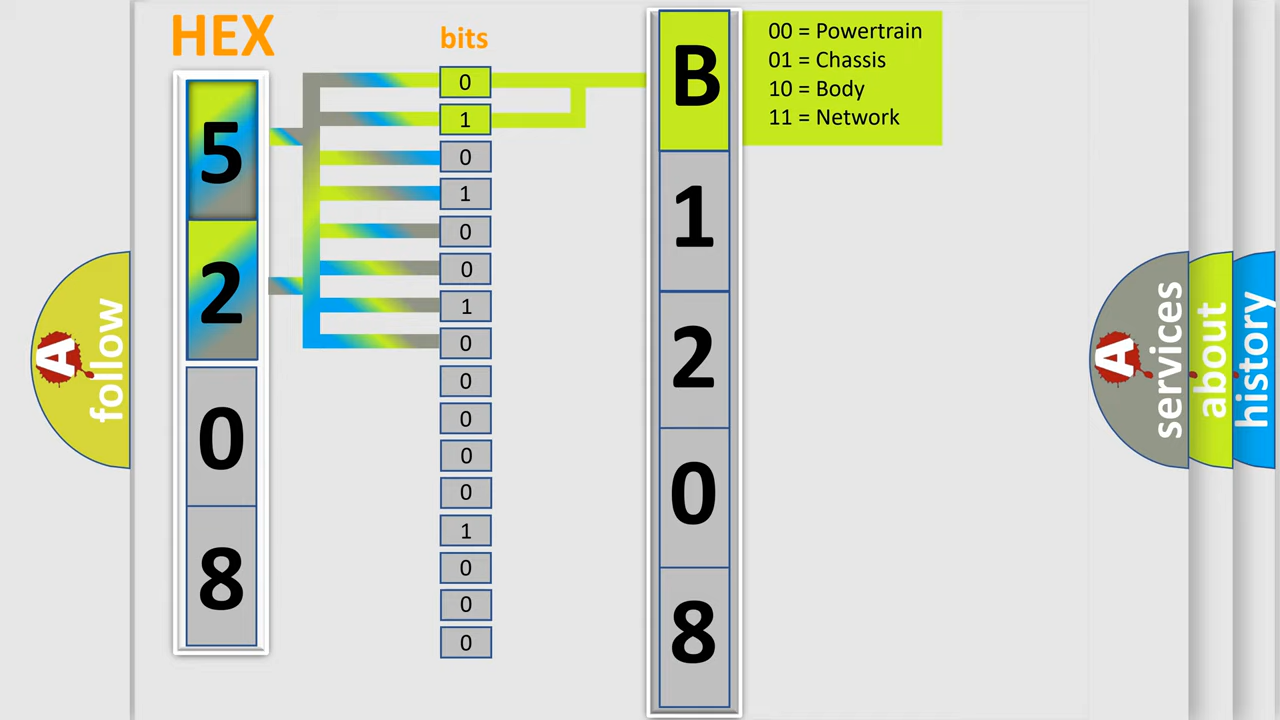 HEX
5
2
0
8
bits
0
1
0
1
0
0
1
0
0
0
0
0
1
0
0
0
B
1
2
0
8
00 = Powertrain
01 = Chassis
10 = Body
11 = Network
A
follow
A
services
about
history